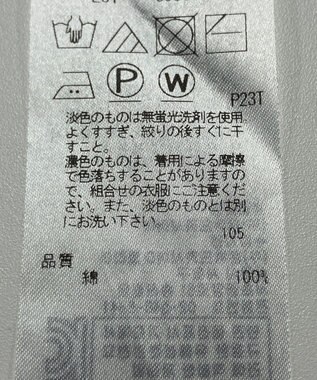 P W P23T
淡色のものは無蛍光洗剤を使用
よくすすぎ、絞りの後すぐに干
すこと。
濃色のものは、着用による摩擦
で色落ちすることがありますの
で、組合せの衣服にご注意くだ
さい。また、淡色のものとは別
にお洗い下さい。
105
品質
綿 100%